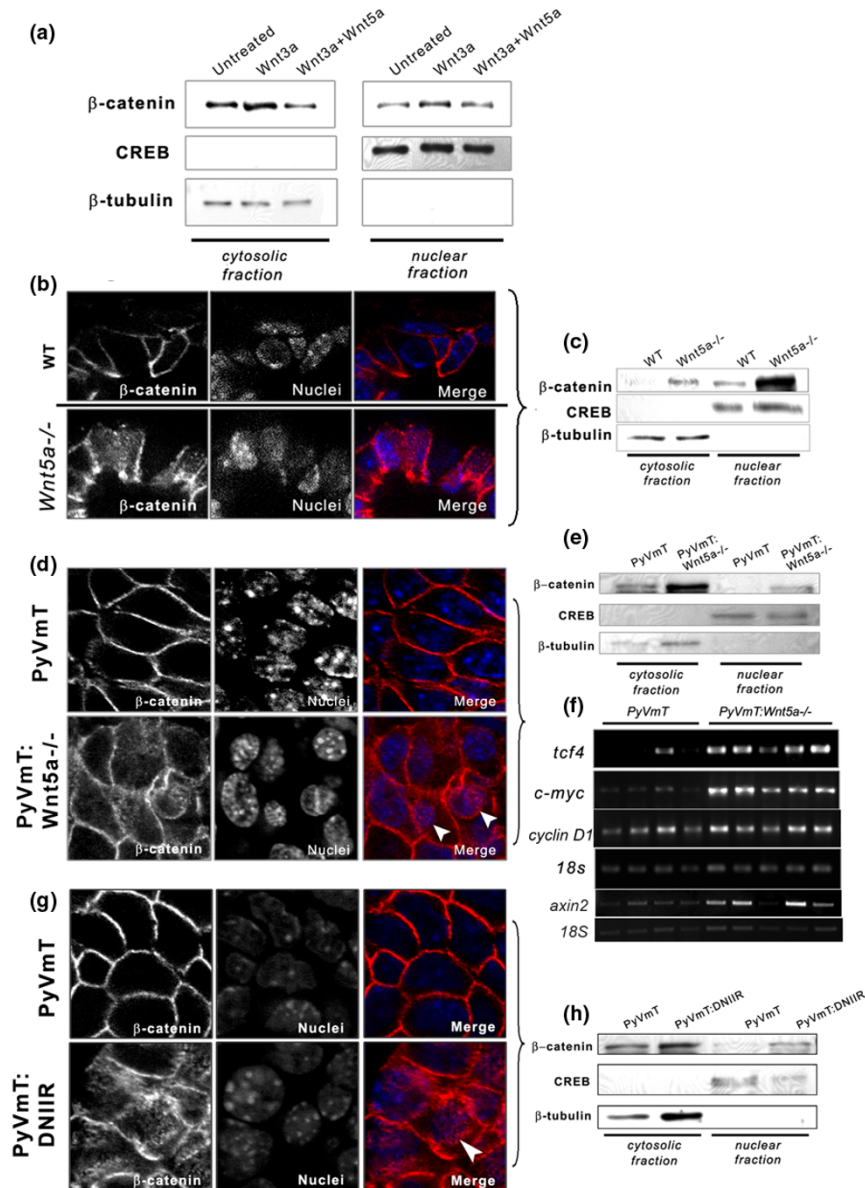 (a)
Untreated
Wnt3a
Wnt3a+Wnt5a
Untreated
Wnt3a
Wnt3a+Wnt5a
β-catenin
CREB
β-tubulin
cytosolic
fraction
nuclear
fraction
(b)
WT
β-catenin
Nuclei
Merge
Wnt5a-/-
β-catenin
Nuclei
Merge
(c)
WT
Wnt5a-/-
WT
Wnt5a-/-
β-catenin
CREB
β-tubulin
cytosolic
fraction
nuclear
fraction
(d)
PyVmT
β-catenin
Nuclei
Merge
PyVmT:
Wnt5a-/-
β-catenin
Nuclei
Merge
(e)
PyVmT
PyVmT:
Wnt5a-/-
PyVmT
PyVmT:
Wnt5a-/-
β-catenin
CREB
β-tubulin
cytosolic
fraction
nuclear
fraction
(f)
PyVmT
PyVmT:Wnt5a-/-
tcf4
c-myc
cyclin D1
18s
axin2
18S
(g)
PyVmT
β-catenin
Nuclei
Merge
PyVmT:
DNIIR
β-catenin
Nuclei
Merge
(h)
PyVmT
PyVmT:DNIIR
PyVmT
PyVmT:DNIIR
β-catenin
CREB
β-tubulin
cytosolic
fraction
nuclear
fraction